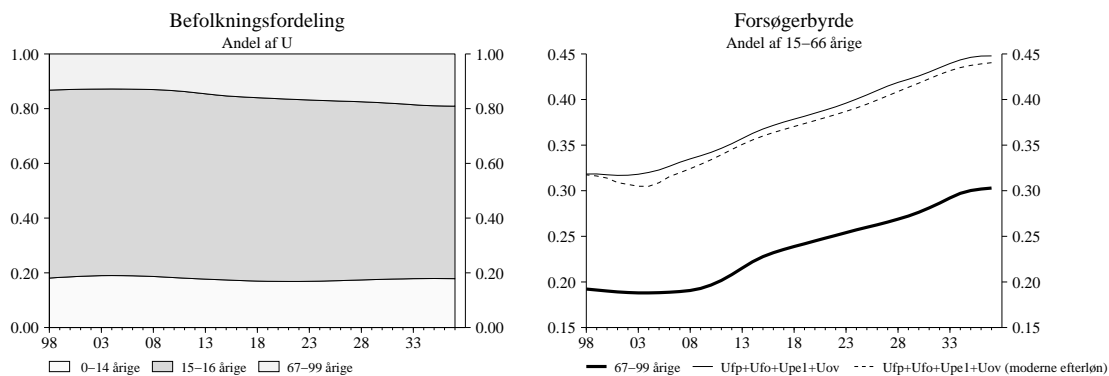 Befolkningsfordeling
Andel af U
1.00 1.00
0.80 0.80
0.60 0.60
0.40 0.40
0.20 0.20
0.00 0.00
98 03 08 13 18 23 28 33
0–14 årige 15–16 årige 67–99 årige
Forsøgerbyrde
Andel af 15–66 årige
0.45 0.45
0.40 0.40
0.35 0.35
0.30 0.30
0.25 0.25
0.20 0.20
0.15 0.15
98 03 08 13 18 23 28 33
67–99 årige Ufp+Ufo+Upe1+Uov Ufp+Ufo+Upe1+Uov (moderne efterløn)